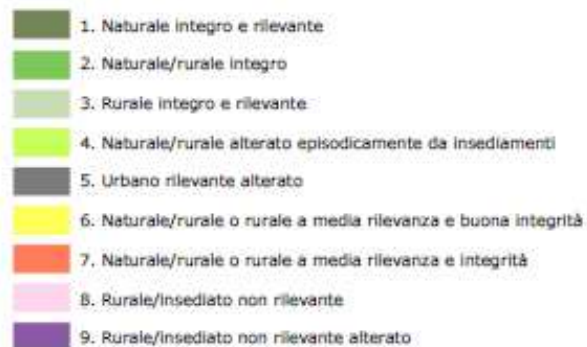 1. Naturale integro e rilevante
2. Naturale/rurale integro
3. Rurale integro e rilevante
4. Naturale/rurale alterato episodicamente da insediamenti
5. Urbano rilevante alterato
6. Naturale/rurale o rurale a media rilevanza e buona integrità
7. Naturale/rurale o rurale a media rilevanza e integrità
8. Rurale/insediato non rilevante
9. Rurale/insediato non rilevante alterato